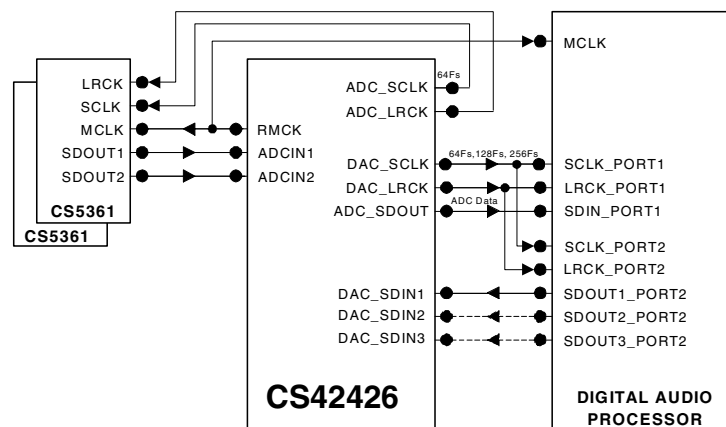 LRCK
SCLK
MCLK
SDOUT1
SDOUT2
CS5361
CS5361
64Fs
ADC_SCLK
ADC_LRCK
RMCK
ADCIN1
ADCIN2
DAC_SCLK
DAC_LRCK
ADC_SDOUT
DAC_SDIN1
DAC_SDIN2
DAC_SDIN3
CS42426
64Fs,128Fs, 256Fs
ADC Data
MCLK
SCLK_PORT1
LRCK_PORT1
SDIN_PORT1
SCLK_PORT2
LRCK_PORT2
SDOUT1_PORT2
SDOUT2_PORT2
SDOUT3_PORT2
DIGITAL AUDIO
PROCESSOR